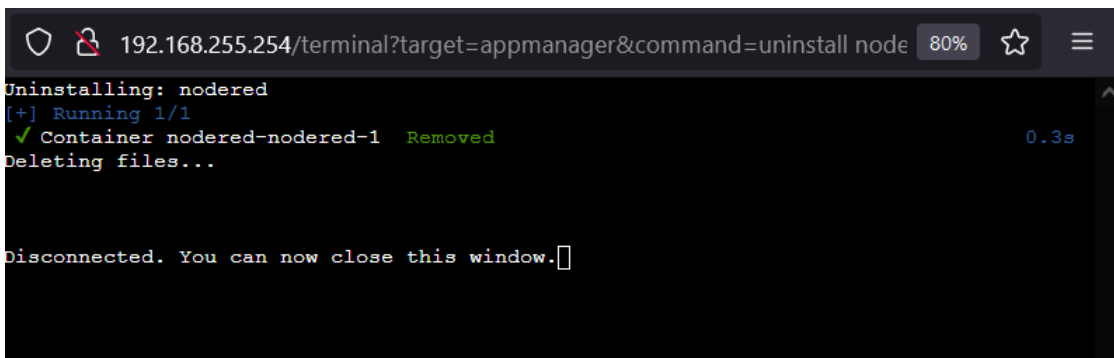 192.168.255.254/terminal?target=appmanager&command=uninstall node 80%
Uninstalling: nodered
[+] Running 1/1
✓ Container nodered-nodered-1 Removed 0.3s
Deleting files...
Disconnected. You can now close this window.